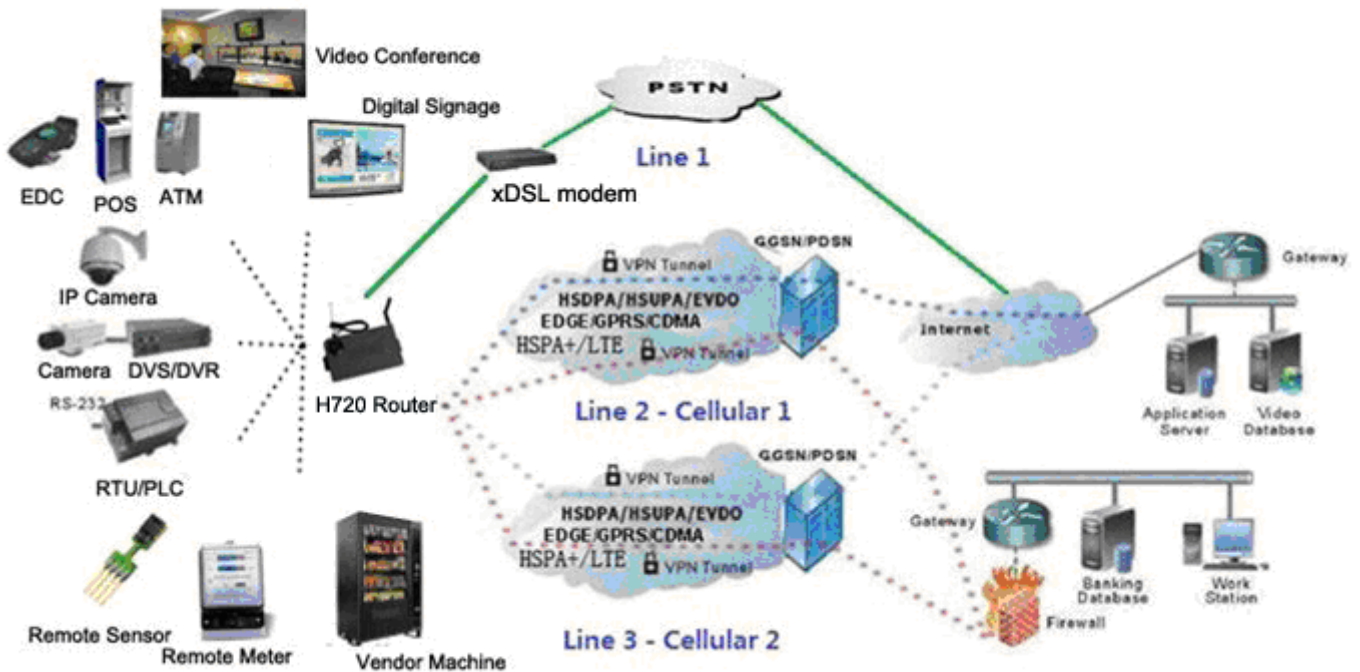 Video Conference
PSTN
Digital Signage
Line 1
EDC
POS
ATM
xDSL modem
GGSN/PDSN
VPN Tunnel
Gateway
IP Camera
HSDPA/HSUPA/EVDO
EDGE/GPRS/CDMA
HSPA+/LTE
VPN Tunnel
Internet
Camera
DVS/DVR
RS-232
H720 Router
Line 2 - Cellular 1
Application
Server
Video
Database
GGSN/PDSN
VPN Tunnel
RTU/PLC
HSDPA/HSUPA/EVDO
EDGE/GPRS/CDMA
HSPA+/LTE
VPN Tunnel
Gateway
Banking
Database
Work
Station
Firewall
Remote Sensor
Remote Meter
Vendor Machine
Line 3 - Cellular 2